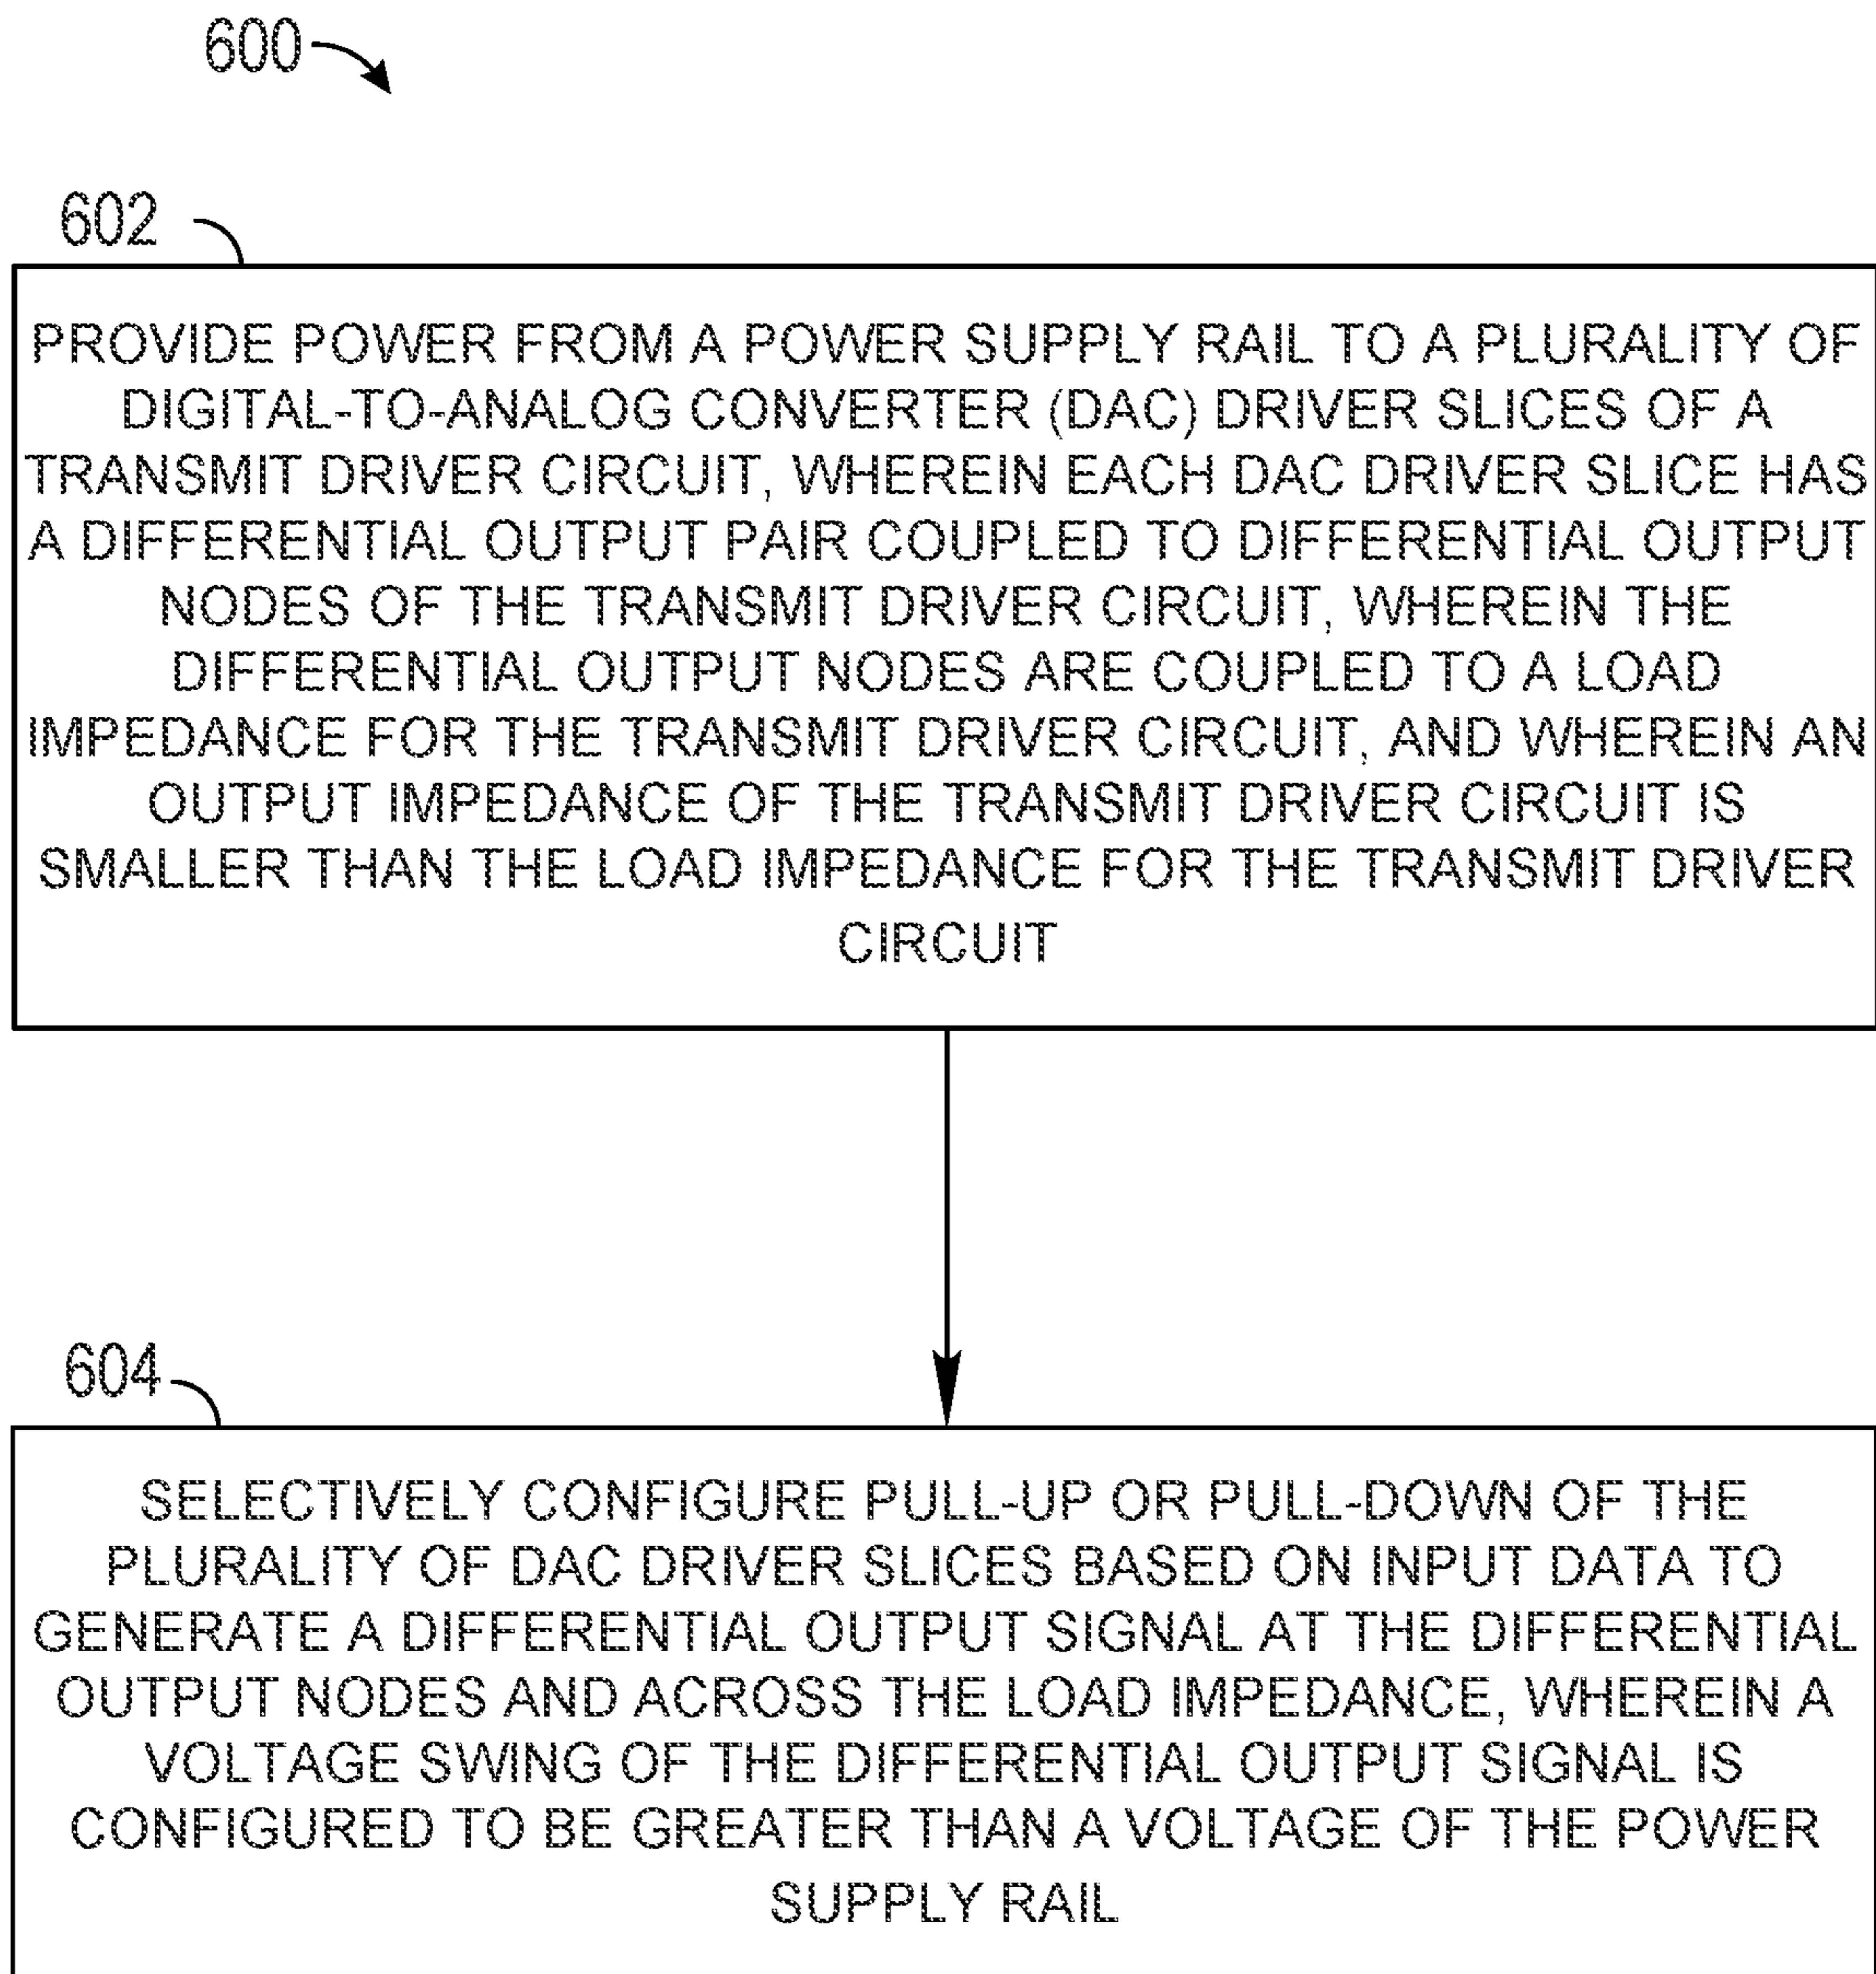 600
602
PROVIDE POWER FROM A POWER SUPPLY RAIL TO A PLURALITY OF
DIGITAL-TO-ANALOG CONVERTER (DAC) DRIVER SLICES OF A
TRANSMIT DRIVER CIRCUIT, WHEREIN EACH DAC DRIVER SLICE HAS
A DIFFERENTIAL OUTPUT PAIR COUPLED TO DIFFERENTIAL OUTPUT
NODES OF THE TRANSMIT DRIVER CIRCUIT, WHEREIN THE
DIFFERENTIAL OUTPUT NODES ARE COUPLED TO A LOAD
IMPEDANCE FOR THE TRANSMIT DRIVER CIRCUIT, AND WHEREIN AN
OUTPUT IMPEDANCE OF THE TRANSMIT DRIVER CIRCUIT IS
SMALLER THAN THE LOAD IMPEDANCE FOR THE TRANSMIT DRIVER
CIRCUIT
604
SELECTIVELY CONFIGURE PULL-UP OR PULL-DOWN OF THE
PLURALITY OF DAC DRIVER SLICES BASED ON INPUT DATA TO
GENERATE A DIFFERENTIAL OUTPUT SIGNAL AT THE DIFFERENTIAL
OUTPUT NODES AND ACROSS THE LOAD IMPEDANCE, WHEREIN A
VOLTAGE SWING OF THE DIFFERENTIAL OUTPUT SIGNAL IS
CONFIGURED TO BE GREATER THAN A VOLTAGE OF THE POWER
SUPPLY RAIL